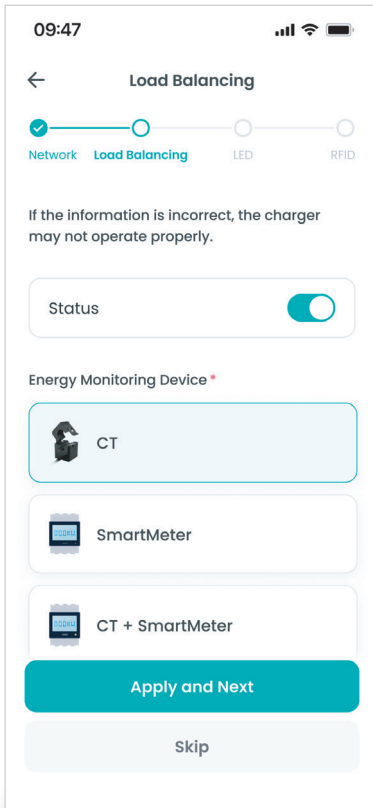 09:47
Load Balancing
Network Load Balancing LED RFID
If the information is incorrect, the charger
may not operate properly.
Status
Energy Monitoring Device *
CT
SmartMeter
CT + SmartMeter
Apply and Next
Skip